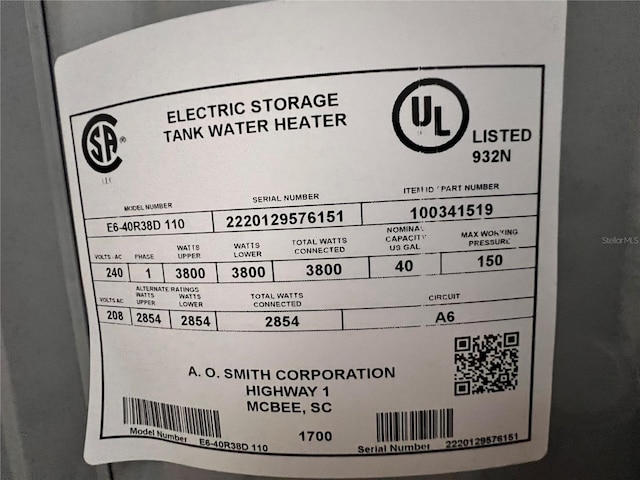 ELECTRIC STORAGE
TANK WATER HEATER
SA ®
UL
LISTED
932N
MODEL NUMBER SERIAL NUMBER ITEM ID / PART NUMBER
E6-40R38D 110 2220129576151 100341519
VOLTS - AC PHASE WATTS UPPER WATTS LOWER TOTAL WATTS CONNECTED NOMINAL CAPACITY US GAL MAX WORKING PRESSURE
240 1 3800 3800 3800 40 150
ALTERNATE RATINGS
VOLTS AC WATTS UPPER WATTS LOWER TOTAL WATTS CONNECTED CIRCUIT
208 2854 2854 2854 A6
A. O. SMITH CORPORATION
HIGHWAY 1
MCBEE, SC
1700
Model Number E6-40R38D 110
Serial Number 2220129576151
StellarMLS